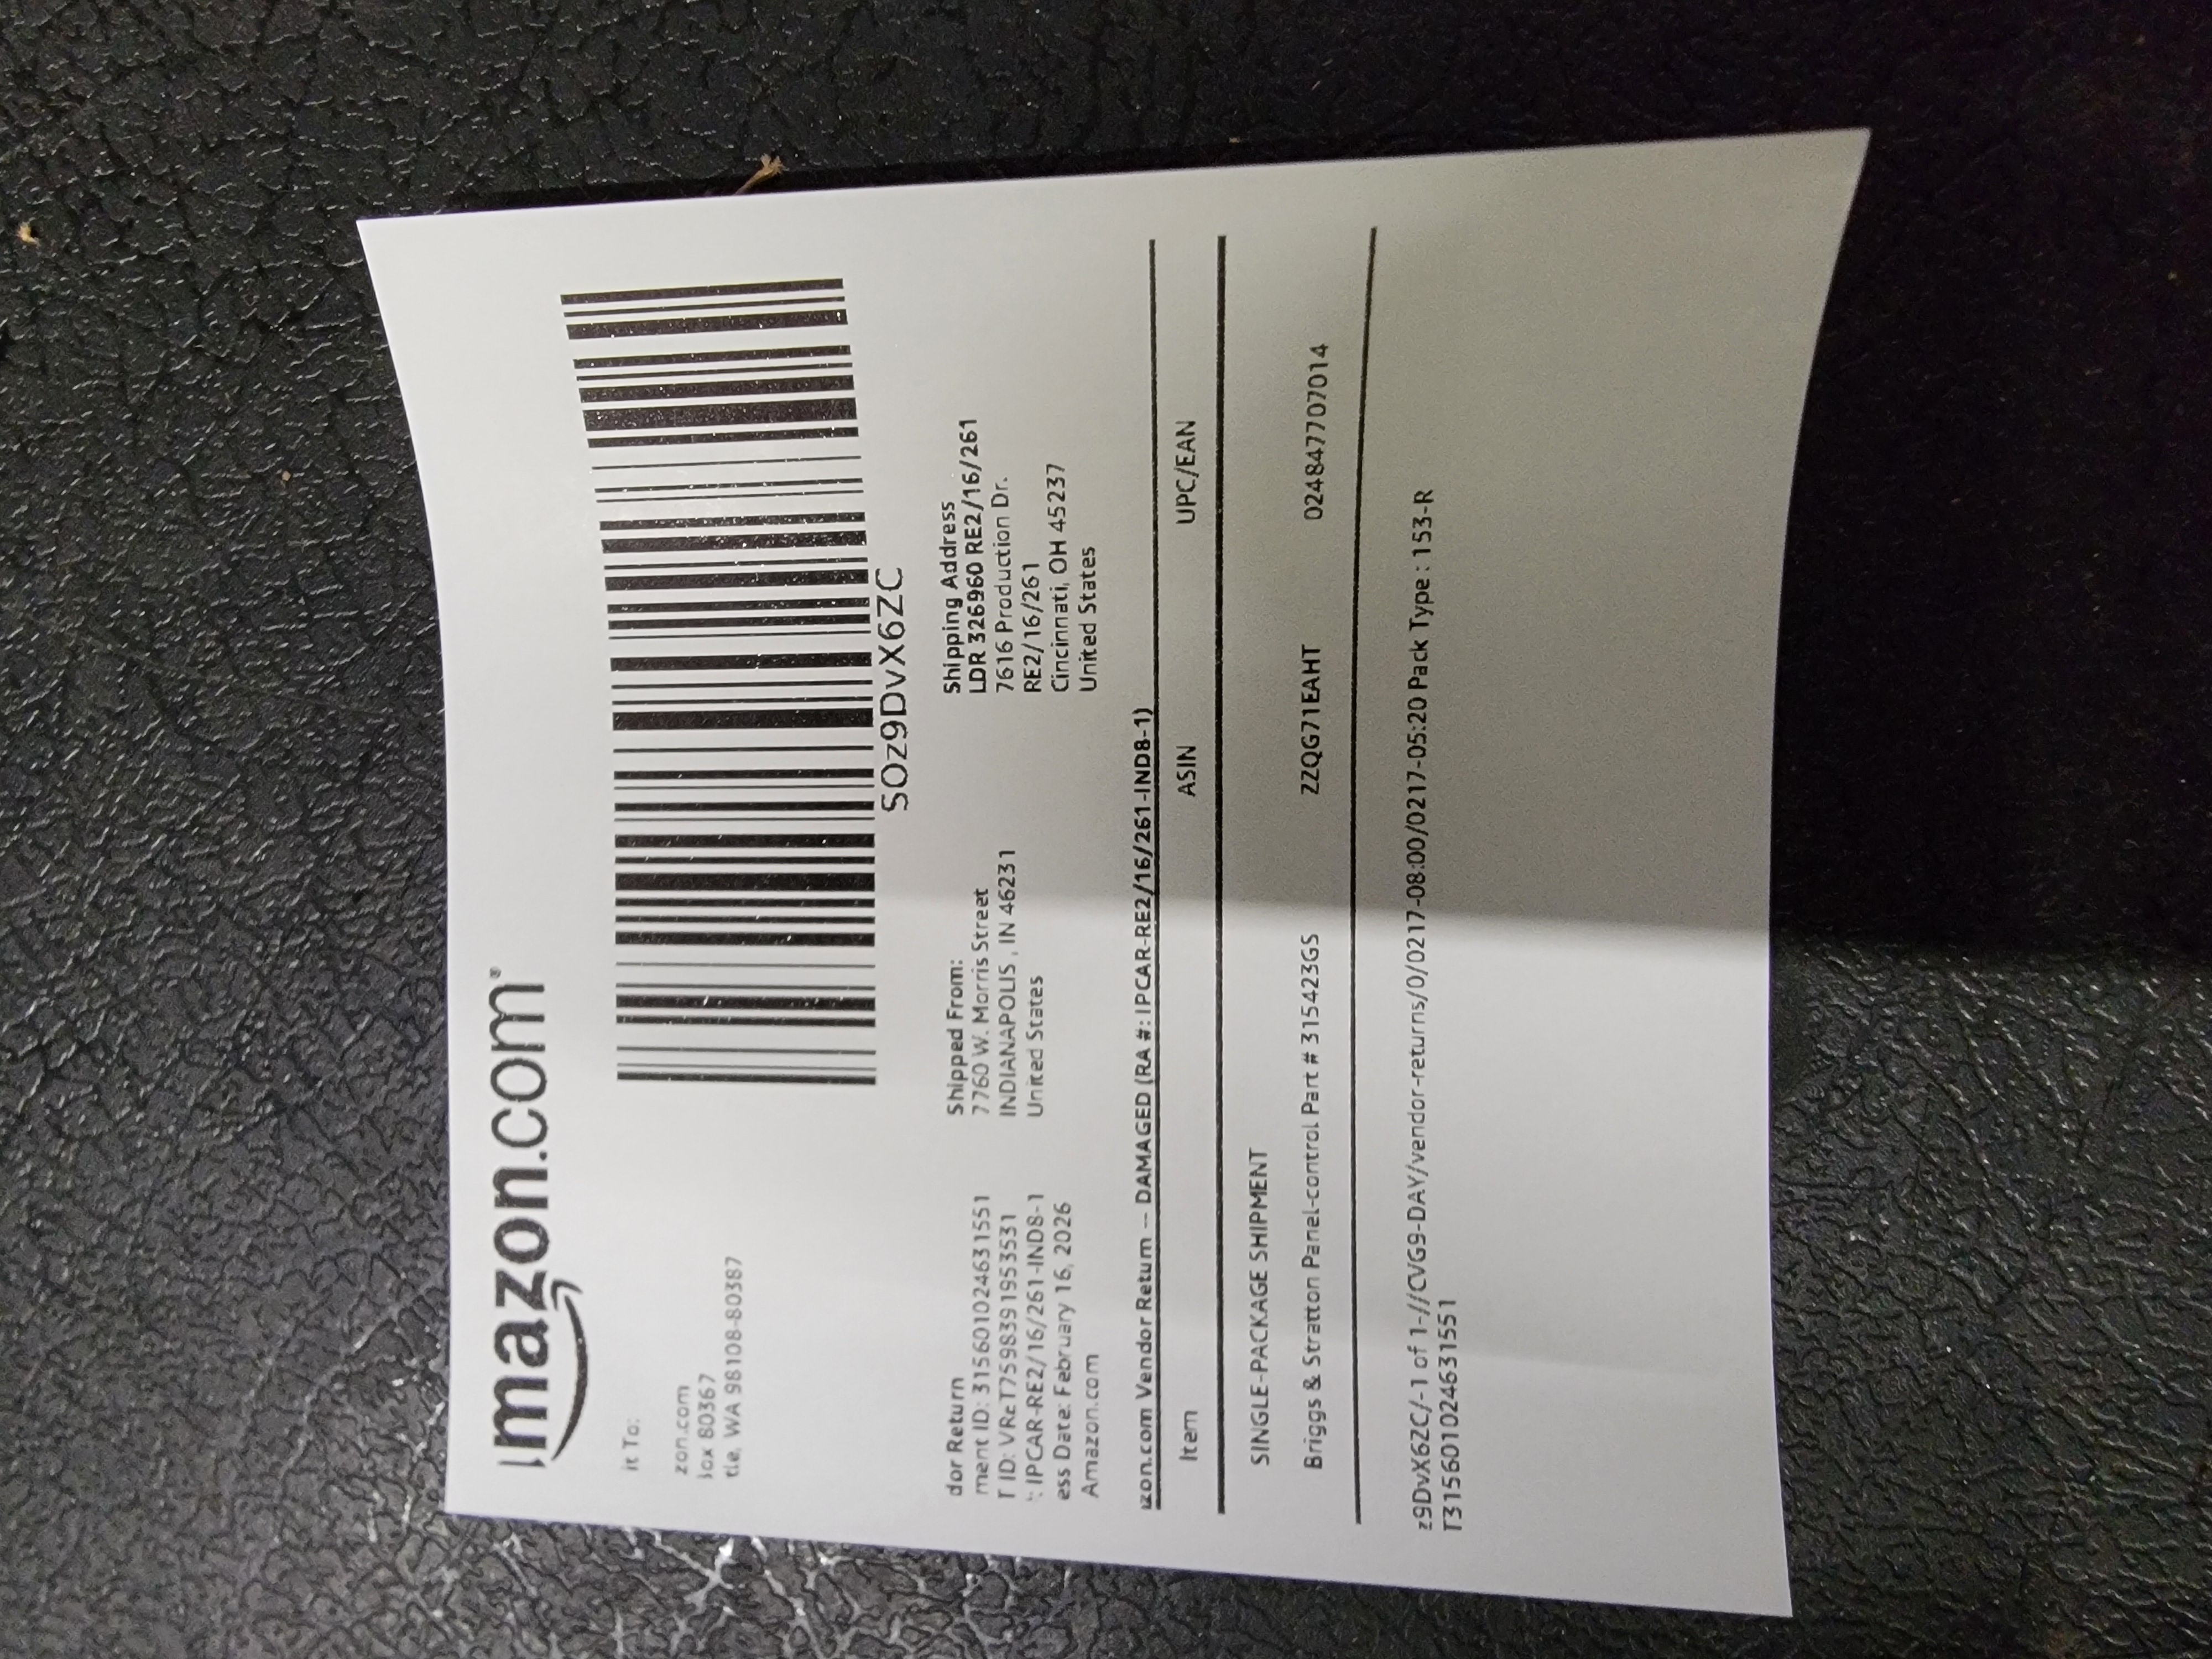 amazon.com®
SOz9DvX6ZC
it To:
zon.com
Box 80367
tle, WA 98108-80387
dor Return
ment ID: 3156010246 31551
T ID: VRET759839195 3531
: IPCAR-RE2/16/261-IND8-1
ess Date: February 16, 2026
Amazon.com
Shipped From:
7760 W. Morris Street
INDIANAPOLIS , IN 46231
United States
Shipping Address
LDR 326960 RE2/16/261
7616 Production Dr.
RE2/16/261
Cincinnati, OH 45237
United States
zon.com Vendor Return -- DAMAGED (RA #: IPCAR-RE2/16/261-IND8-1)
Item ASIN UPC/EAN
SINGLE-PACKAGE SHIPMENT
Briggs & Stratton Panel-control Part # 315423GS ZZQG71EAHT 024847707014
z9DvX6ZC/-1 of 1-//CVG9-DAY/vendor-returns/0/0217-08:00/0217-05:20 Pack Type : 153-R
T315601024631551